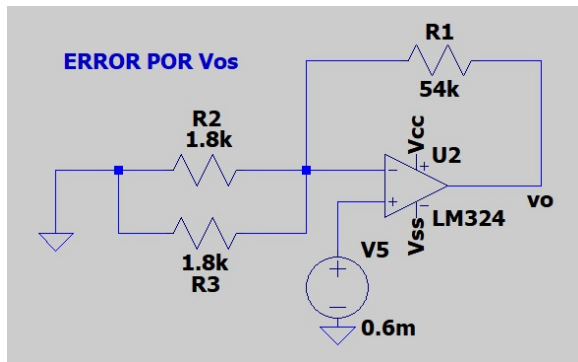 ERROR POR Vos
R1
54k
R2
1.8k
Vcc
U2
+
−
+
−
LM324
Vss
vo
1.8k
R3
V5
+
−
0.6m